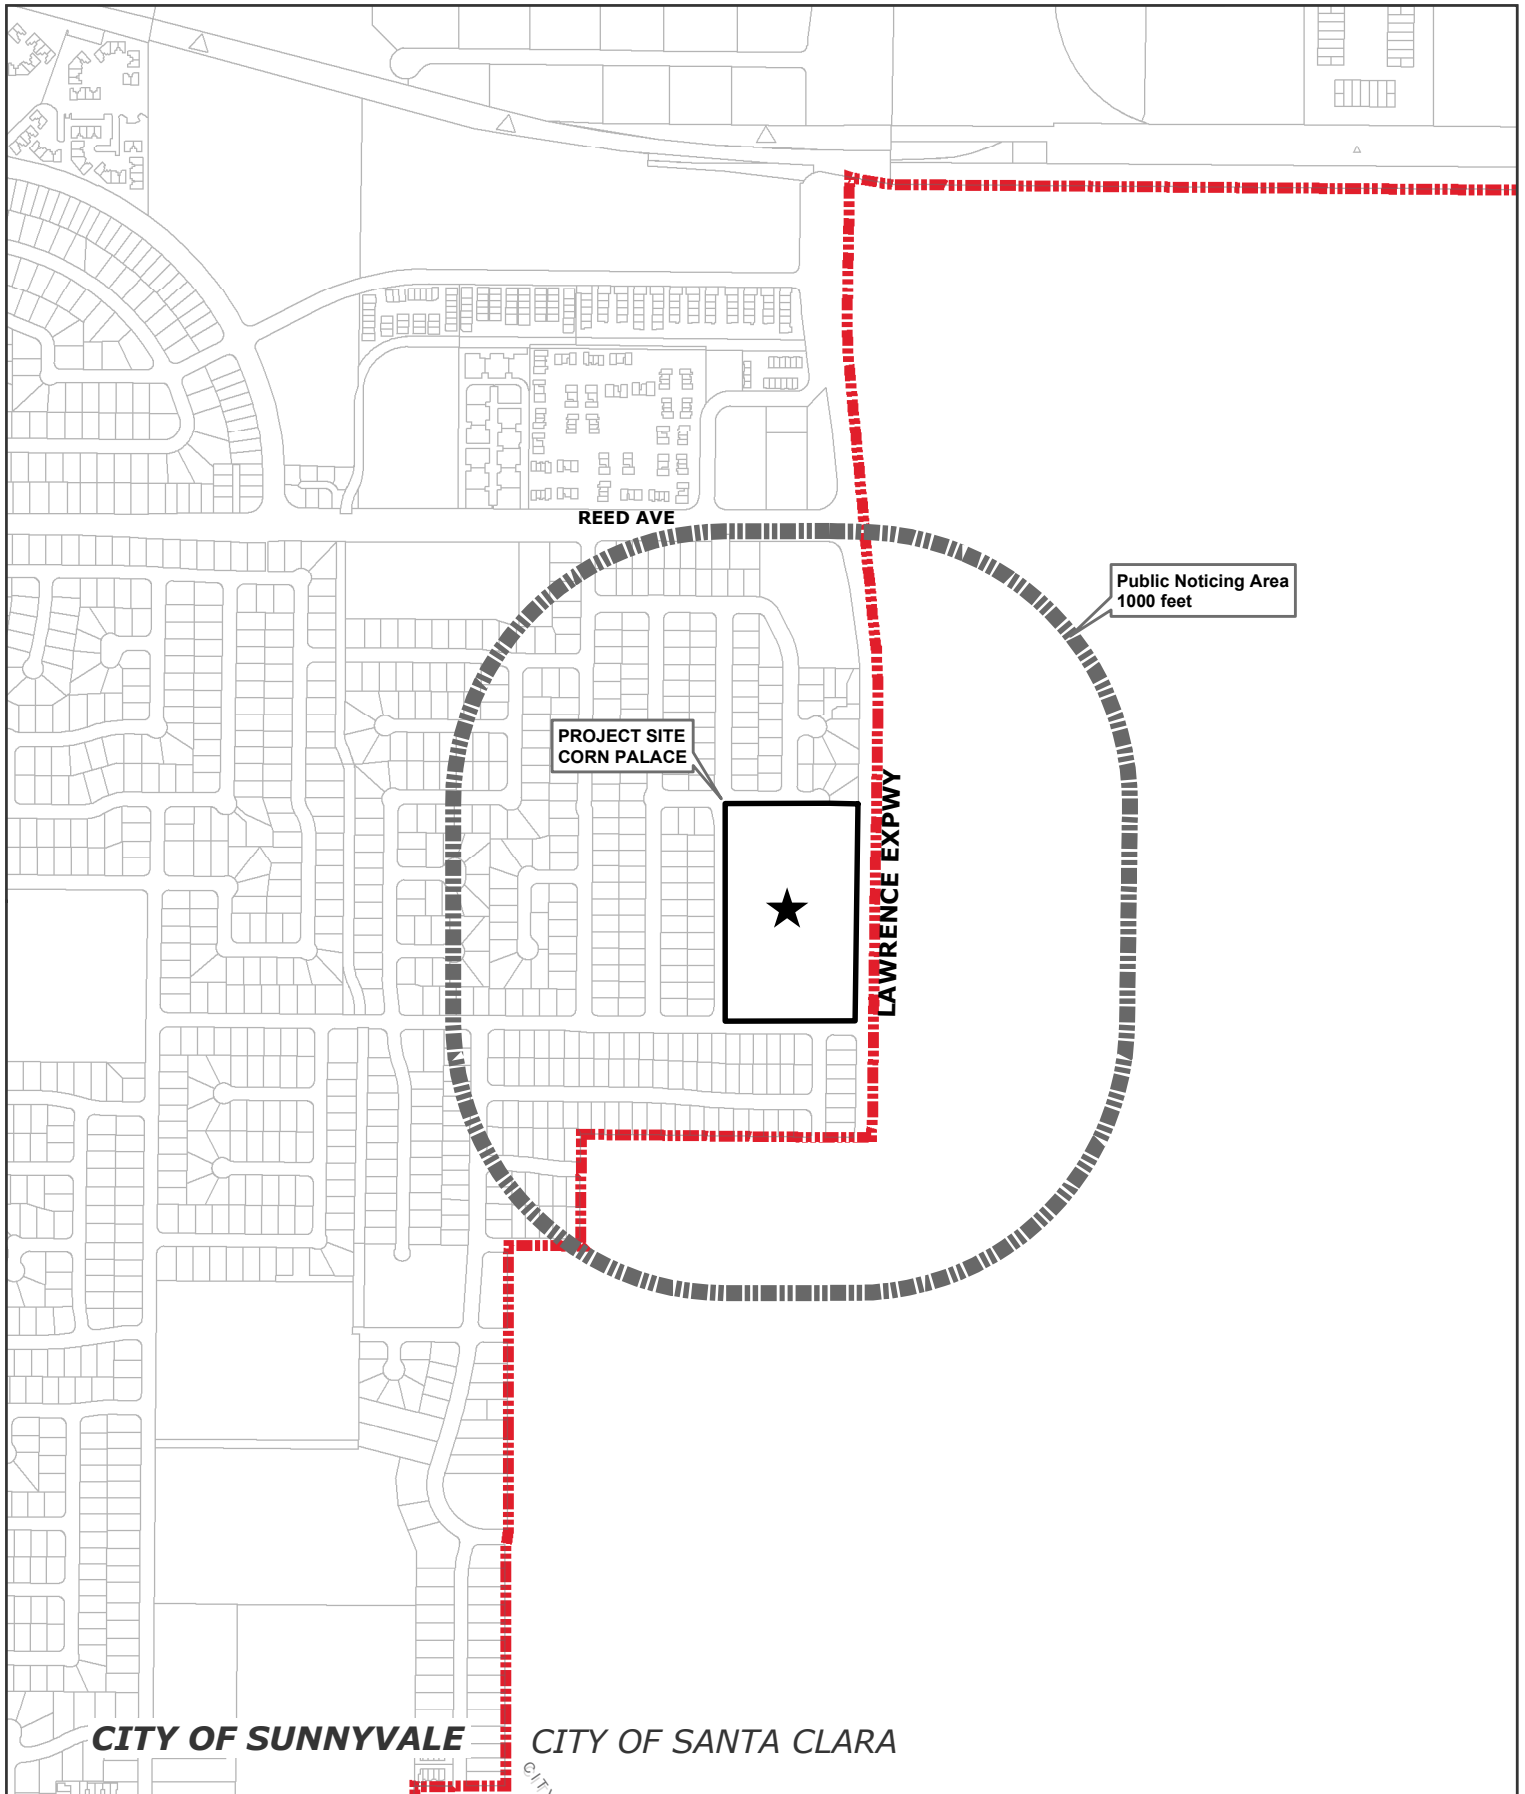 REED AVE
Public Noticing Area
1000 feet
PROJECT SITE
CORN PALACE
LAWRENCE EXPWY
CITY OF SUNNYVALE
CITY OF SANTA CLARA
CITY